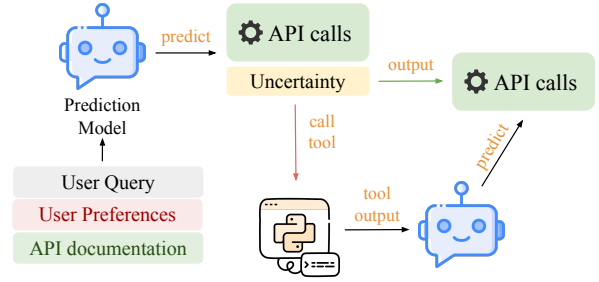 predict
API calls
Uncertainty
output
API calls
Prediction
Model
call
tool
predict
User Query
User Preferences
API documentation
tool
output